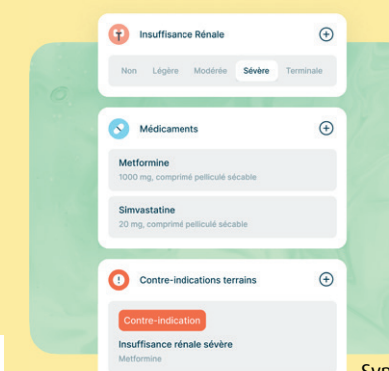 Insuffisance Rénale
Non Légère Modérée Sévère Terminale
Médicaments
Metformine
1000 mg, comprimé pelliculé sécable
Simvastatine
20 mg, comprimé pelliculé sécable
Contre-indications terrains
Contre-indication
Insuffisance rénale sévère
Metformine